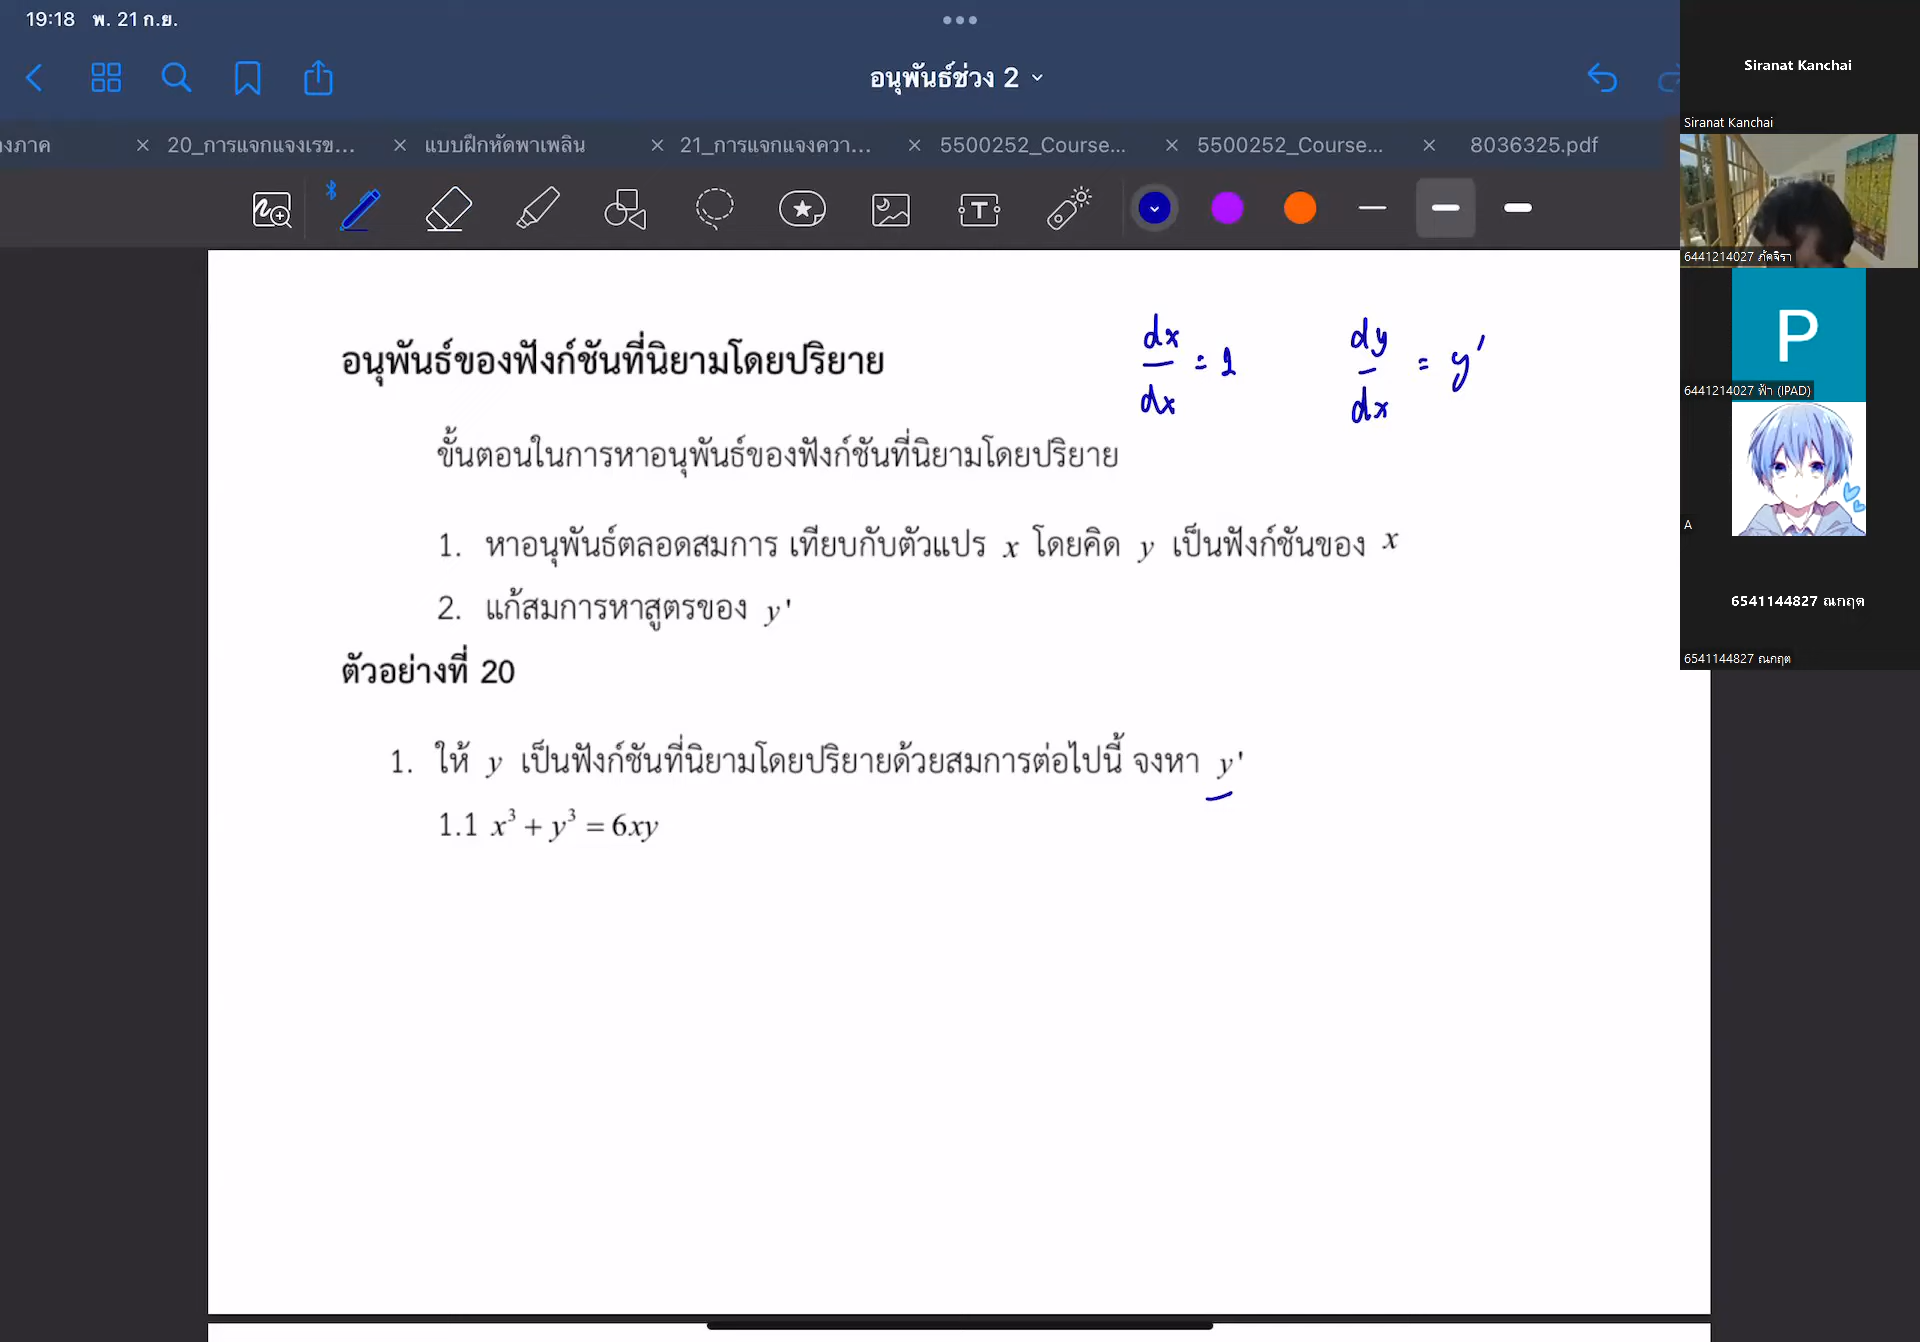 19:18 พ. 21 ก.ย.
อนุพันธ์ช่วง 2
20_การแจกแจงเรข... แบบฝึกหัดพาเพลิน 21_การแจกแจงควา... 5500252_Course... 5500252_Course... 8036325.pdf
อนุพันธ์ของฟังก์ชันที่นิยามโดยปริยาย
dx/dx = 1 dy/dx = y'
ขั้นตอนในการหาอนุพันธ์ของฟังก์ชันที่นิยามโดยปริยาย
1. หาอนุพันธ์ตลอดสมการ เทียบกับตัวแปร x โดยคิด y เป็นฟังก์ชันของ x
2. แก้สมการหาสูตรของ y'
ตัวอย่างที่ 20
1. ให้ y เป็นฟังก์ชันที่นิยามโดยปริยายด้วยสมการต่อไปนี้ จงหา y'
1.1 x³ + y³ = 6xy
Siranat Kanchai
Siranat Kanchai
6441214027 ภัคจิรา
P
6441214027 ฟ้า (IPAD)
A
6541144827 ณกฤต
6541144827 ณกฤต